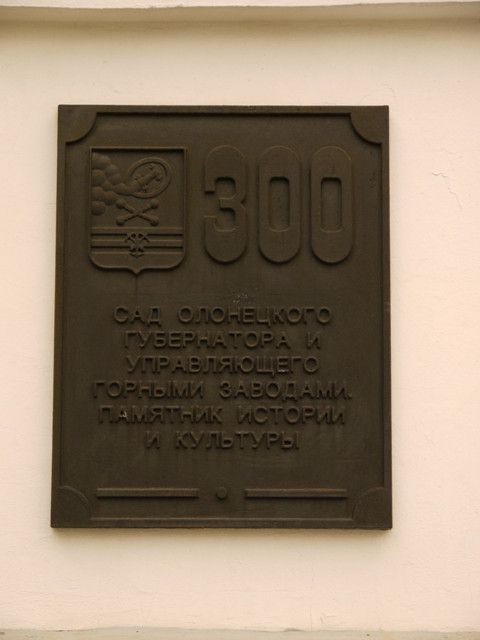 300
САД ОЛОНЕЦКОГО
ГУБЕРНАТОРА И
УПРАВЛЯЮЩЕГО
ГОРНЫМИ ЗАВОДАМИ.
ПАМЯТНИК ИСТОРИИ
И КУЛЬТУРЫ